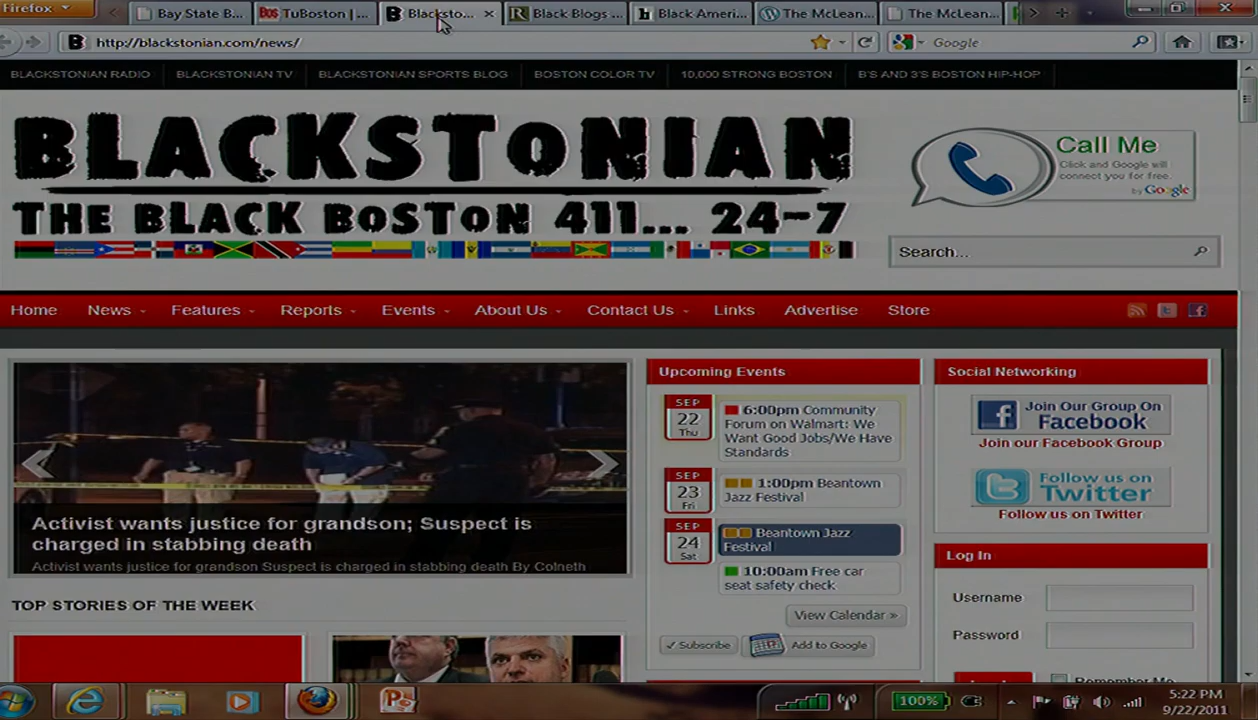 Firefox
Bay State B...
TuBoston | ...
Blacksto...
Black Blogs ...
Black Ameri...
The McLean...
The McLean...
http://blackstonian.com/news/
Google
BLACKSTONIAN RADIO
BLACKSTONIAN TV
BLACKSTONIAN SPORTS BLOG
BOSTON COLOR TV
10,000 STRONG BOSTON
B'S AND 3'S BOSTON HIP-HOP
BLACKSTONIAN
THE BLACK BOSTON 411... 24-7
Call Me
Click and Google will
connect you for free.
by Google
Search...
Home
News
Features
Reports
Events
About Us
Contact Us
Links
Advertise
Store
Activist wants justice for grandson; Suspect is
charged in stabbing death
Activist wants justice for grandson Suspect is charged in stabbing death By Colneth
TOP STORIES OF THE WEEK
Upcoming Events
SEP
22
Thu
6:00pm Community
Forum on Walmart: We
Want Good Jobs/We Have
Standards
SEP
23
Fri
1:00pm Beantown
Jazz Festival
SEP
24
Sat
Beantown Jazz
Festival
10:00am Free car
seat safety check
View Calendar »
Subscribe
Add to Google
Social Networking
Join Our Group On
Facebook
Join our Facebook Group
Follow us on
Twitter
Follow us on Twitter
Log In
Username
Password
Remember Me
100%
5:22 PM
9/22/2011